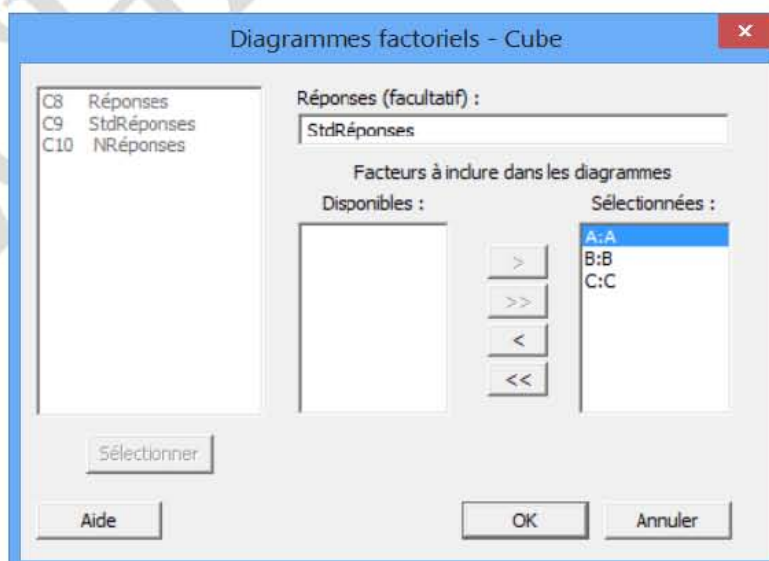 Diagrammes factoriels - Cube
x
C8 Réponses
C9 StdRéponses
C10 NRéponses
Réponses (facultatif) :
StdRéponses
Facteurs à inclure dans les diagrammes
Disponibles :
Sélectionnées :
A:A
B:B
C:C
>
>>
<
<<
Sélectionner
Aide
OK
Annuler